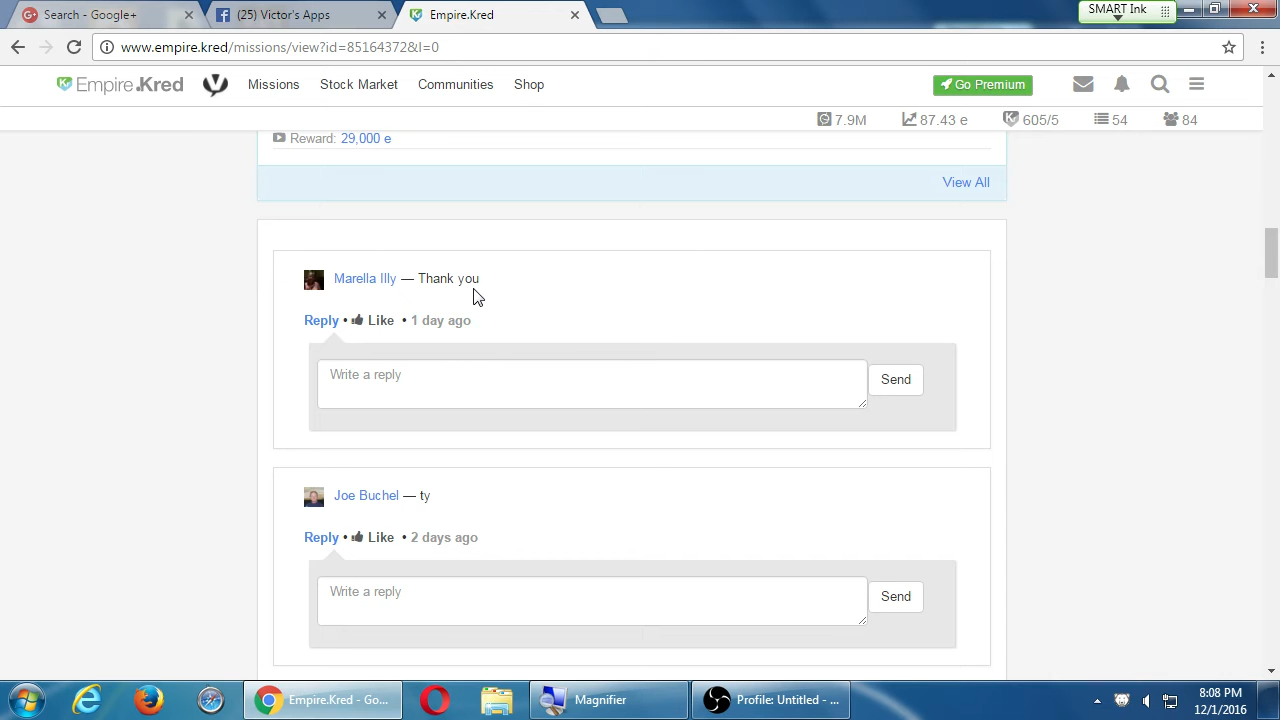 Search - Google+
(25) Victor's Apps
Empire.Kred
SMART Ink
www.empire.kred/missions/view?id=85164372&l=0
Empire.Kred
Missions
Stock Market
Communities
Shop
Go Premium
7.9M
87.43 e
605/5
54
84
Reward: 29,000 e
View All
Marella Illy — Thank you
Reply • Like • 1 day ago
Write a reply
Send
Joe Buchel — ty
Reply • Like • 2 days ago
Write a reply
Send
Empire.Kred - Go...
Magnifier
Profile: Untitled - ...
8:08 PM
12/1/2016